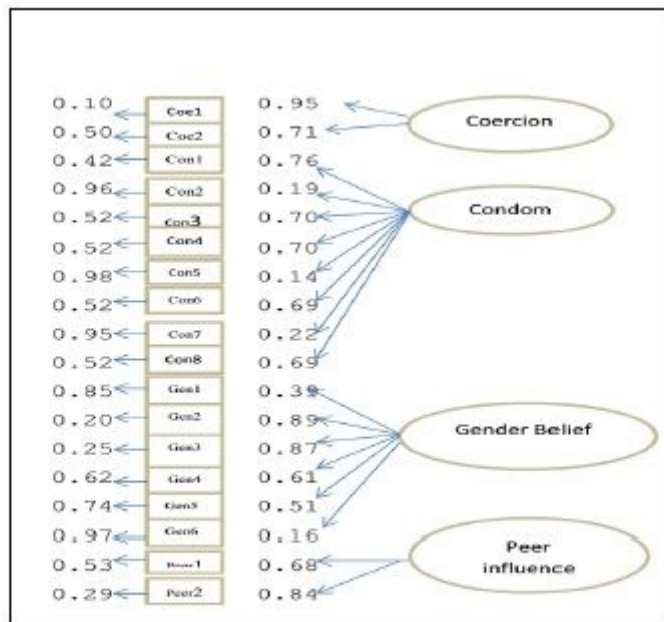 0.10 Coe1 0.95 Coercion
0.50 Coe2 0.71
0.42 Con1 0.76
0.96 Con2 0.19 Condom
0.52 Con3 0.70
0.52 Con4 0.70
0.98 Con5 0.14
0.52 Con6 0.69
0.95 Con7 0.22
0.52 Con8 0.69
0.85 Gen1 0.39
0.20 Gen2 0.89 Gender Belief
0.25 Gen3 0.87
0.62 Gen4 0.61
0.74 Gen5 0.51
0.97 Gen6 0.16 Peer
0.53 Peer1 0.68 influence
0.29 Peer2 0.84